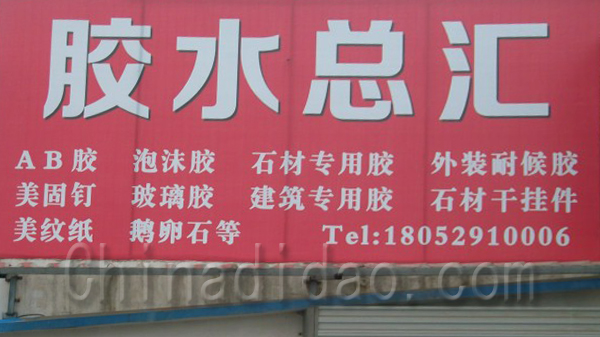 胶水总汇
AB胶 泡沫胶 石材专用胶 外装耐候胶
美固钉 玻璃胶 建筑专用胶 石材干挂件
美纹纸 鹅卵石等 Tel:18052910006
Chinadidao.com